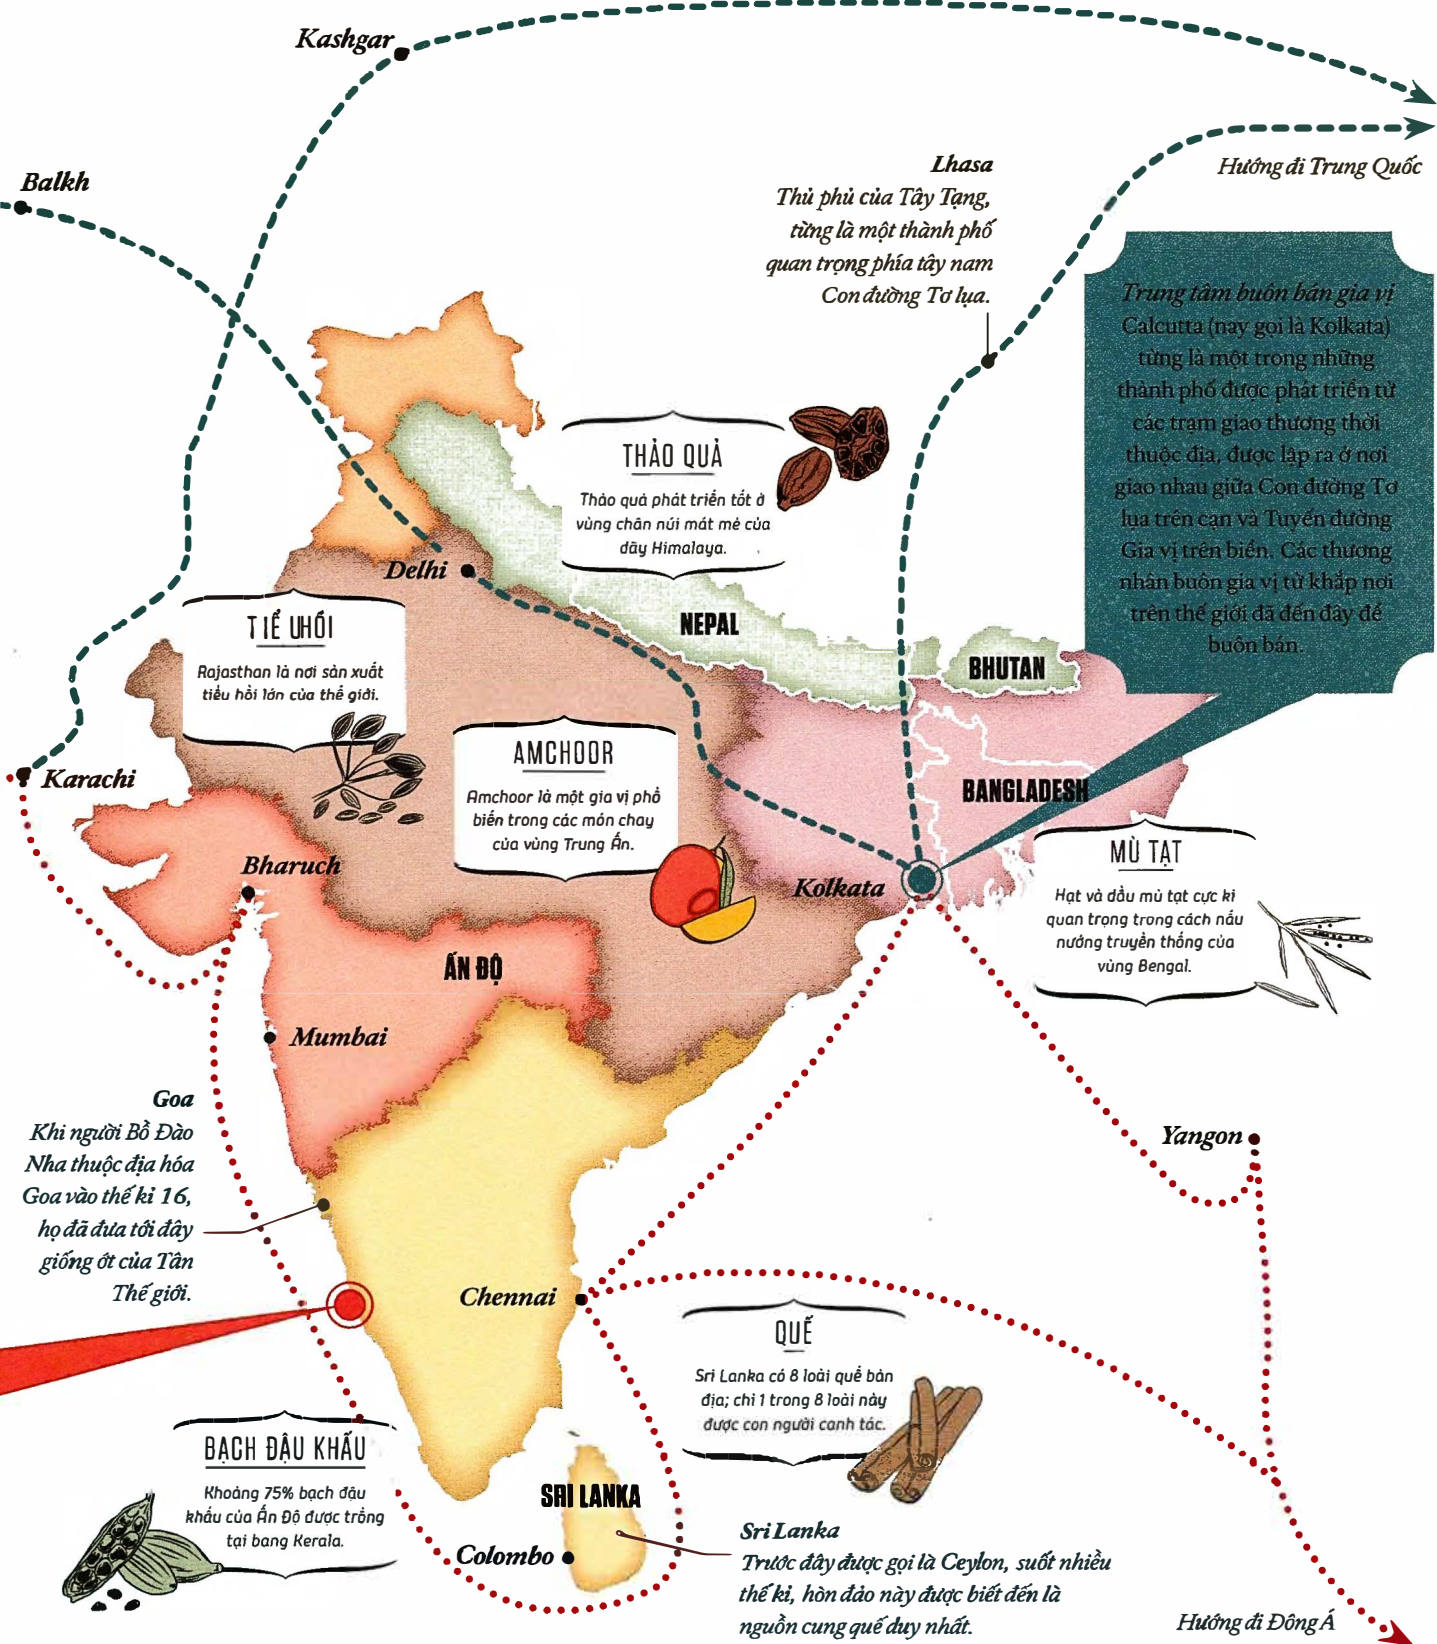 Kashgar
Balkh
Lhasa
Thủ phủ của Tây Tạng,
từng là một thành phố
quan trọng phía tây nam
Con đường Tơ lụa.
Hướng đi Trung Quốc
Trung tâm buôn bán gia vị
Calcutta (nay gọi là Kolkata)
từng là một trong những
thành phố được phát triển từ
các trạm giao thương thời
thuộc địa, được lập ra ở nơi
giao nhau giữa Con đường Tơ
lụa trên cạn và Tuyến đường
Gia vị trên biển. Các thương
nhân buôn gia vị từ khắp nơi
trên thế giới đã đến đây để
buôn bán.
THẢO QUẢ
Thảo quả phát triển tốt ở
vùng chân núi mát mẻ của
dãy Himalaya.
Delhi
NEPAL
BHUTAN
TIỂU HỒI
Rajasthan là nơi sản xuất
tiểu hồi lớn của thế giới.
AMCHOOR
Amchoor là một gia vị phổ
biến trong các món chay
của vùng Trung Ấn.
Karachi
BANGLADESH
Bharuch
Kolkata
MÙ TẠT
Hạt và dầu mù tạt cực kì
quan trọng trong cách nấu
nướng truyền thống của
vùng Bengal.
ẤN ĐỘ
Mumbai
Goa
Khi người Bồ Đào
Nha thuộc địa hóa
Goa vào thế kỉ 16,
họ đã đưa tới đây
giống ớt của Tân
Thế giới.
Yangon
Chennai
QUẾ
Sri Lanka có 8 loài quế bản
địa; chỉ 1 trong 8 loài này
được con người canh tác.
BẠCH ĐẬU KHẤU
Khoảng 75% bạch đậu
khấu của Ấn Độ được trồng
tại bang Kerala.
SRI LANKA
Colombo
Sri Lanka
Trước đây được gọi là Ceylon, suốt nhiều
thế kỉ, hòn đảo này được biết đến là
nguồn cung quế duy nhất.
Hướng đi Đông Á